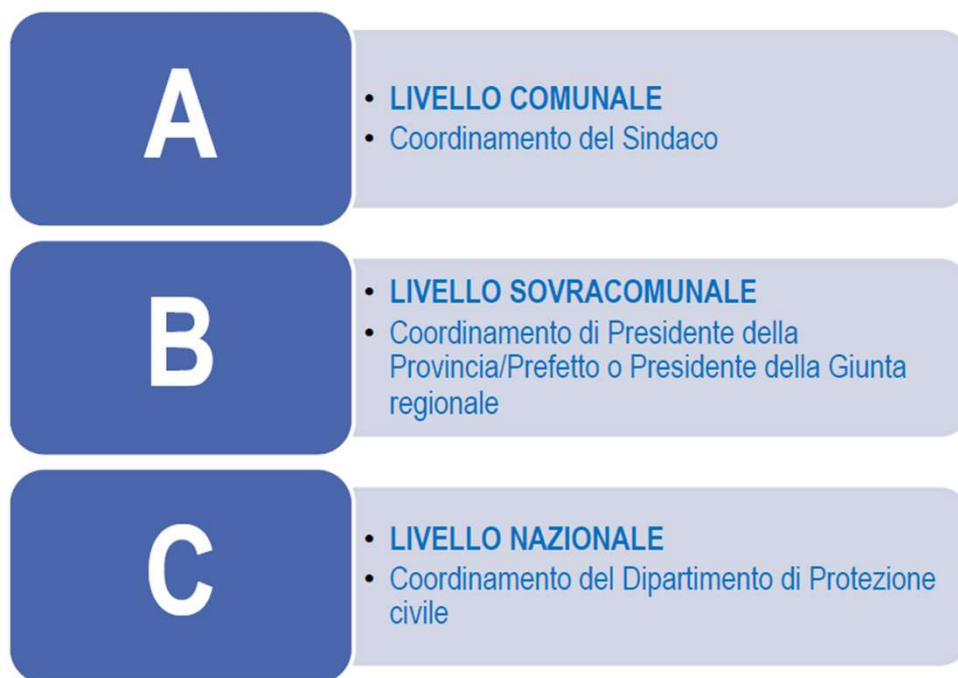 A
• LIVELLO COMUNALE
• Coordinamento del Sindaco
B
• LIVELLO SOVRACOMUNALE
• Coordinamento di Presidente della
Provincia/Prefetto o Presidente della Giunta
regionale
C
• LIVELLO NAZIONALE
• Coordinamento del Dipartimento di Protezione
civile